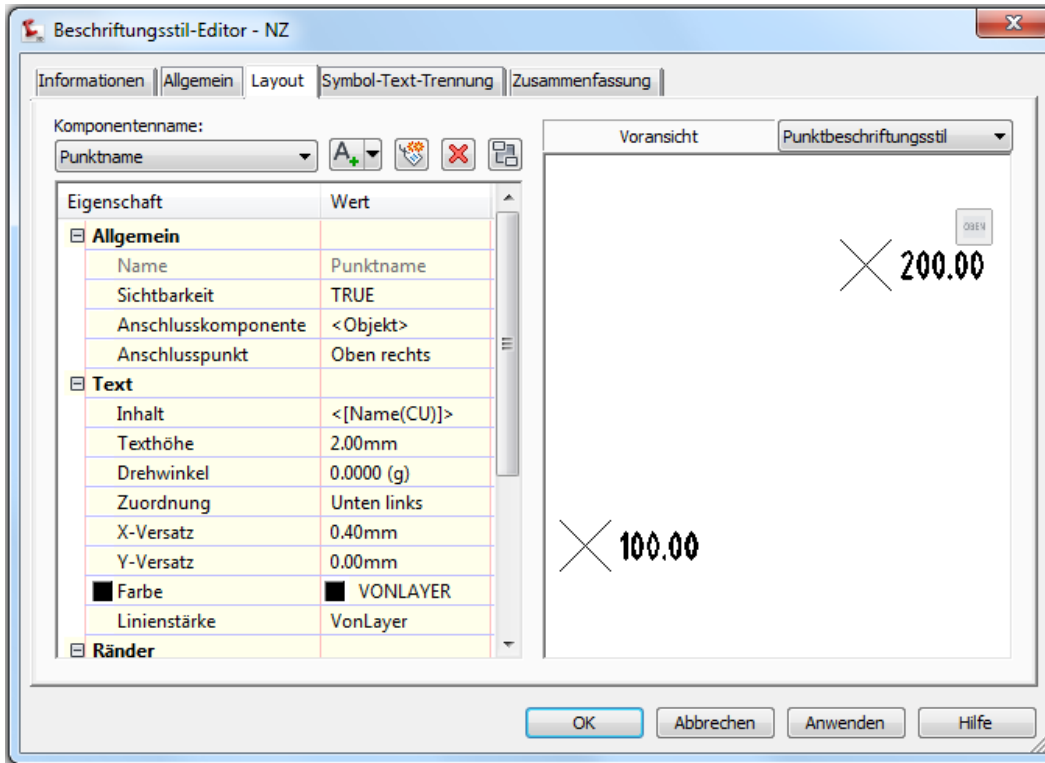 Beschriftungsstil-Editor - NZ
Informationen Allgemein Layout Symbol-Text-Trennung Zusammenfassung
Komponentenname:
Punktname
Voransicht Punktbeschriftungsstil
Eigenschaft Wert
Allgemein
Name Punktname
Sichtbarkeit TRUE
Anschlusskomponente <Objekt>
Anschlusspunkt Oben rechts
Text
Inhalt <[Name(CU)]>
Texthöhe 2.00mm
Drehwinkel 0.0000 (g)
Zuordnung Unten links
X-Versatz 0.40mm
Y-Versatz 0.00mm
Farbe VONLAYER
Linienstärke VonLayer
Ränder
OBEN
200.00
100.00
OK Abbrechen Anwenden Hilfe